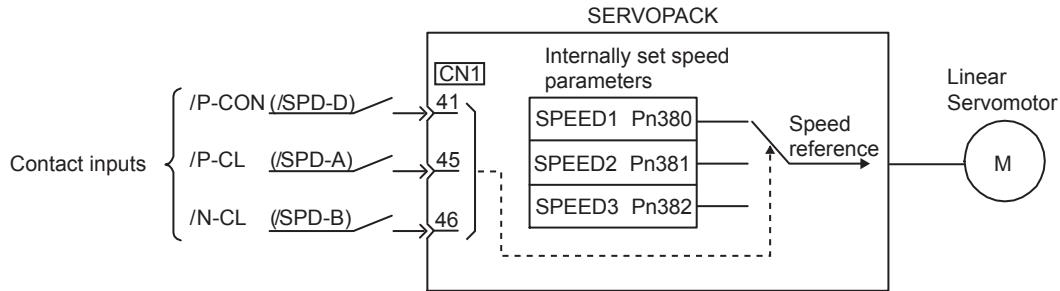 SERVOPACK
CN1
Internally set speed
parameters
Linear
Servomotor
Contact inputs
/P-CON (/SPD-D)
41
SPEED1 Pn380
Speed
reference
/P-CL (/SPD-A)
45
SPEED2 Pn381
M
/N-CL (/SPD-B)
46
SPEED3 Pn382